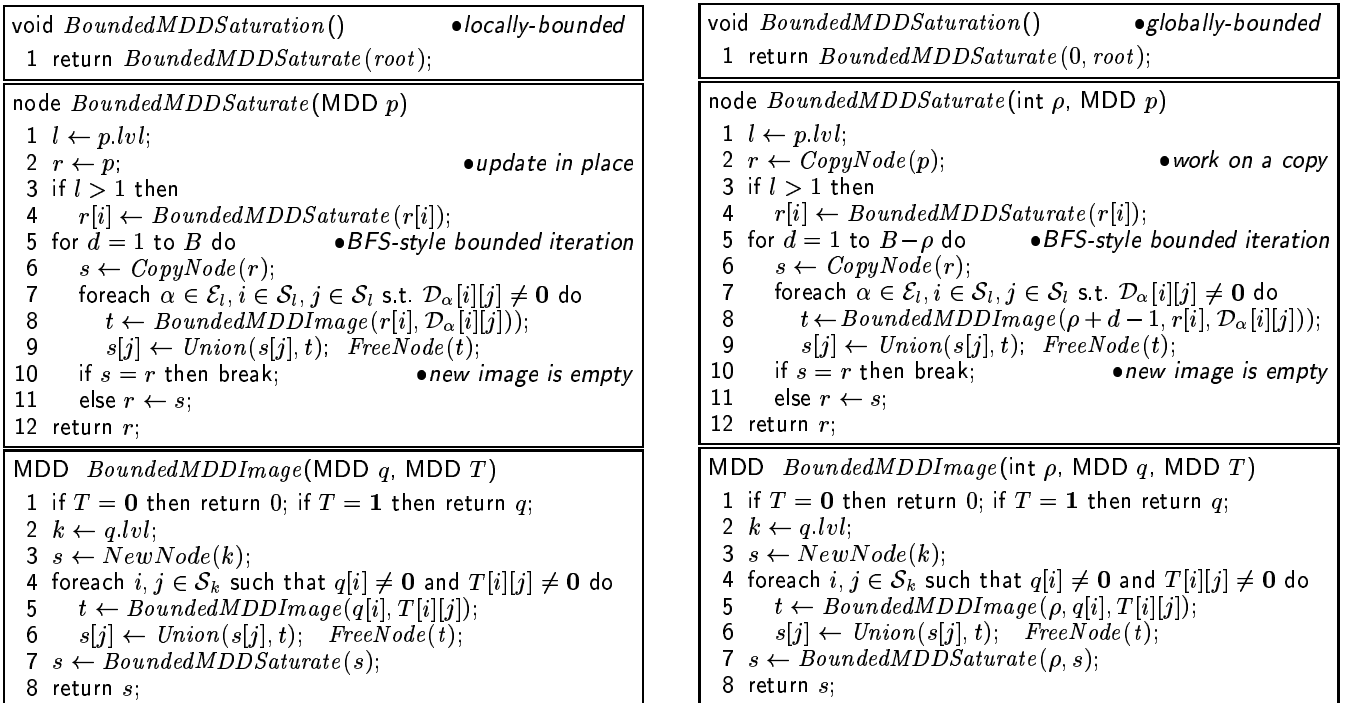 void BoundedMDDSaturation() •locally-bounded
1 return BoundedMDDSaturate(root);
node BoundedMDDSaturate(MDD p)
1 l ← p.lvl;
2 r ← p; •update in place
3 if l > 1 then
4 r[i] ← BoundedMDDSaturate(r[i]);
5 for d = 1 to B do •BFS-style bounded iteration
6 s ← CopyNode(r);
7 foreach α ∈ ℰ_l, i ∈ 𝒮_l, j ∈ 𝒮_l s.t. 𝒟_α[i][j] ≠ 𝟎 do
8 t ← BoundedMDDImage(r[i], 𝒟_α[i][j]));
9 s[j] ← Union(s[j], t); FreeNode(t);
10 if s = r then break; •new image is empty
11 else r ← s;
12 return r;
MDD BoundedMDDImage(MDD q, MDD T)
1 if T = 𝟎 then return 0; if T = 𝟏 then return q;
2 k ← q.lvl;
3 s ← NewNode(k);
4 foreach i, j ∈ 𝒮_k such that q[i] ≠ 𝟎 and T[i][j] ≠ 𝟎 do
5 t ← BoundedMDDImage(q[i], T[i][j]);
6 s[j] ← Union(s[j], t); FreeNode(t);
7 s ← BoundedMDDSaturate(s);
8 return s;
void BoundedMDDSaturation() •globally-bounded
1 return BoundedMDDSaturate(0, root);
node BoundedMDDSaturate(int ρ, MDD p)
1 l ← p.lvl;
2 r ← CopyNode(p); •work on a copy
3 if l > 1 then
4 r[i] ← BoundedMDDSaturate(r[i]);
5 for d = 1 to B−ρ do •BFS-style bounded iteration
6 s ← CopyNode(r);
7 foreach α ∈ ℰ_l, i ∈ 𝒮_l, j ∈ 𝒮_l s.t. 𝒟_α[i][j] ≠ 𝟎 do
8 t ← BoundedMDDImage(ρ + d − 1, r[i], 𝒟_α[i][j]));
9 s[j] ← Union(s[j], t); FreeNode(t);
10 if s = r then break; •new image is empty
11 else r ← s;
12 return r;
MDD BoundedMDDImage(int ρ, MDD q, MDD T)
1 if T = 𝟎 then return 0; if T = 𝟏 then return q;
2 k ← q.lvl;
3 s ← NewNode(k);
4 foreach i, j ∈ 𝒮_k such that q[i] ≠ 𝟎 and T[i][j] ≠ 𝟎 do
5 t ← BoundedMDDImage(ρ, q[i], T[i][j]);
6 s[j] ← Union(s[j], t); FreeNode(t);
7 s ← BoundedMDDSaturate(ρ, s);
8 return s;